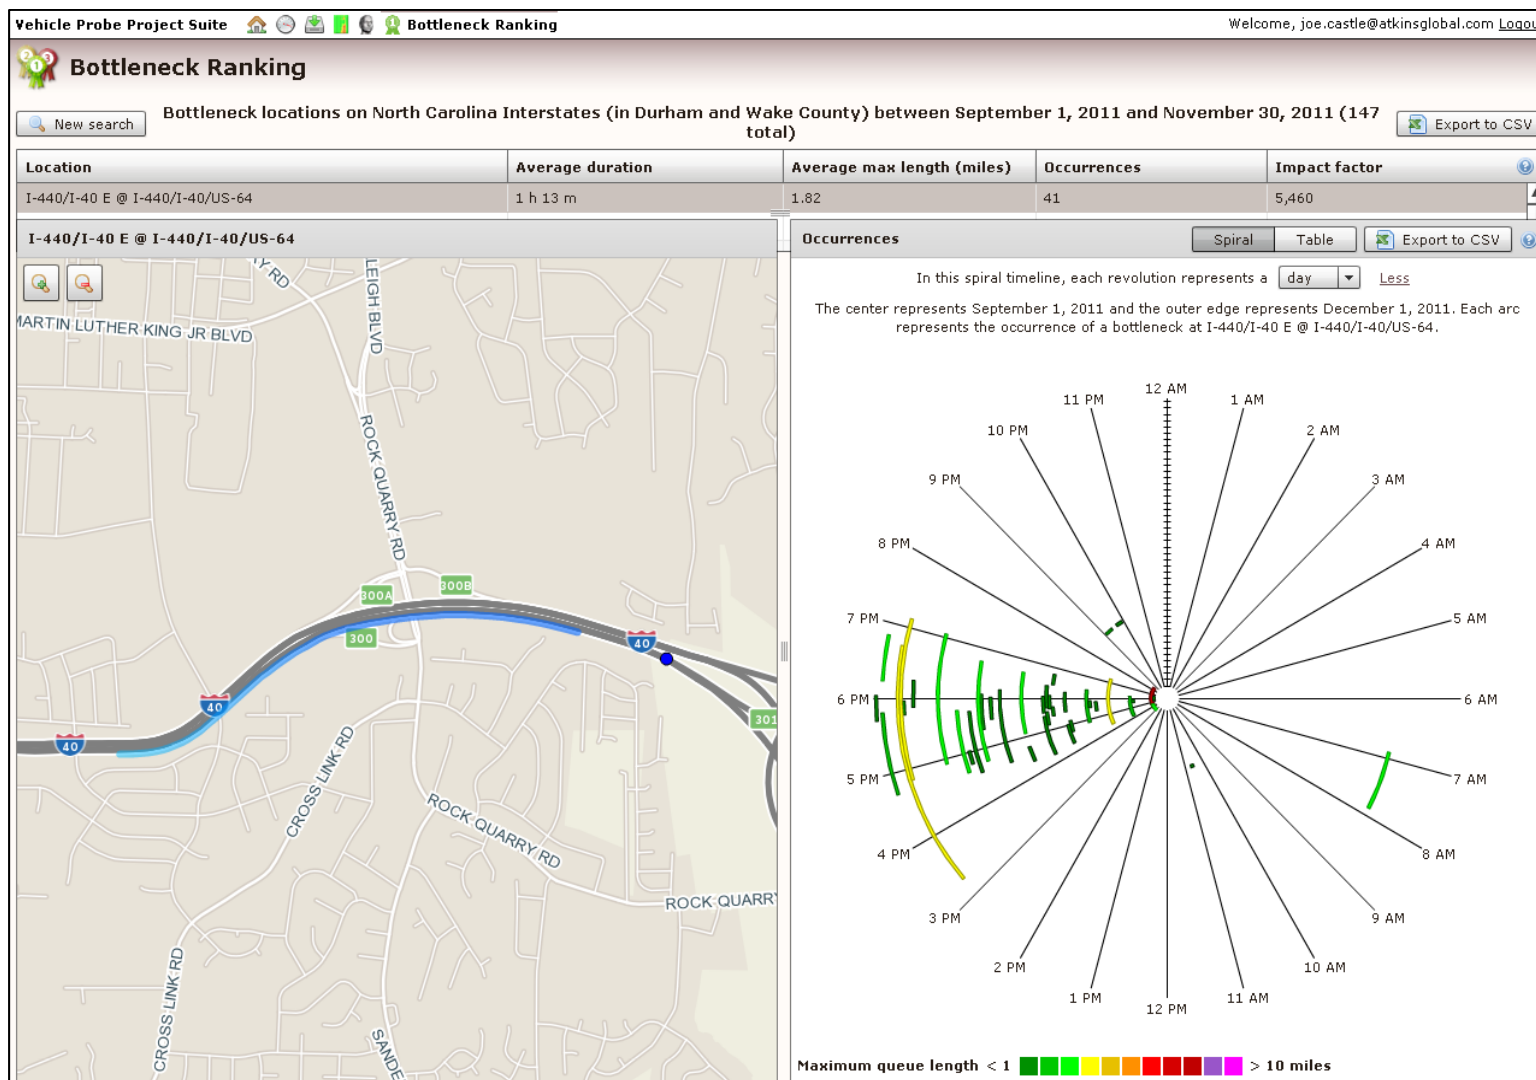 Vehicle Probe Project Suite
Bottleneck Ranking
Welcome, joe.castle@atkinsglobal.com
Bottleneck Ranking
New search
Bottleneck locations on North Carolina Interstates (in Durham and Wake County) between September 1, 2011 and November 30, 2011 (147
total)
Export to CSV
Location Average duration Average max length (miles) Occurrences Impact factor
I-440/I-40 E @ I-440/I-40/US-64 1 h 13 m 1.82 41 5,460
I-440/I-40 E @ I-440/I-40/US-64
MARTIN LUTHER KING JR BLVD
LEIGH BLVD
ROCK QUARRY RD
300A
300B
300
40
40
40
301
CROSS LINK RD
ROCK QUARRY RD
ROCK QUARRY
CROSS LINK RD
SANDE
Occurrences
Spiral
Table
Export to CSV
In this spiral timeline, each revolution represents a day Less
The center represents September 1, 2011 and the outer edge represents December 1, 2011. Each arc
represents the occurrence of a bottleneck at I-440/I-40 E @ I-440/I-40/US-64.
12 AM
11 PM
1 AM
10 PM
2 AM
9 PM
3 AM
8 PM
4 AM
7 PM
5 AM
6 PM
6 AM
5 PM
7 AM
4 PM
8 AM
3 PM
9 AM
2 PM
10 AM
1 PM
11 AM
12 PM
Maximum queue length < 1 > 10 miles